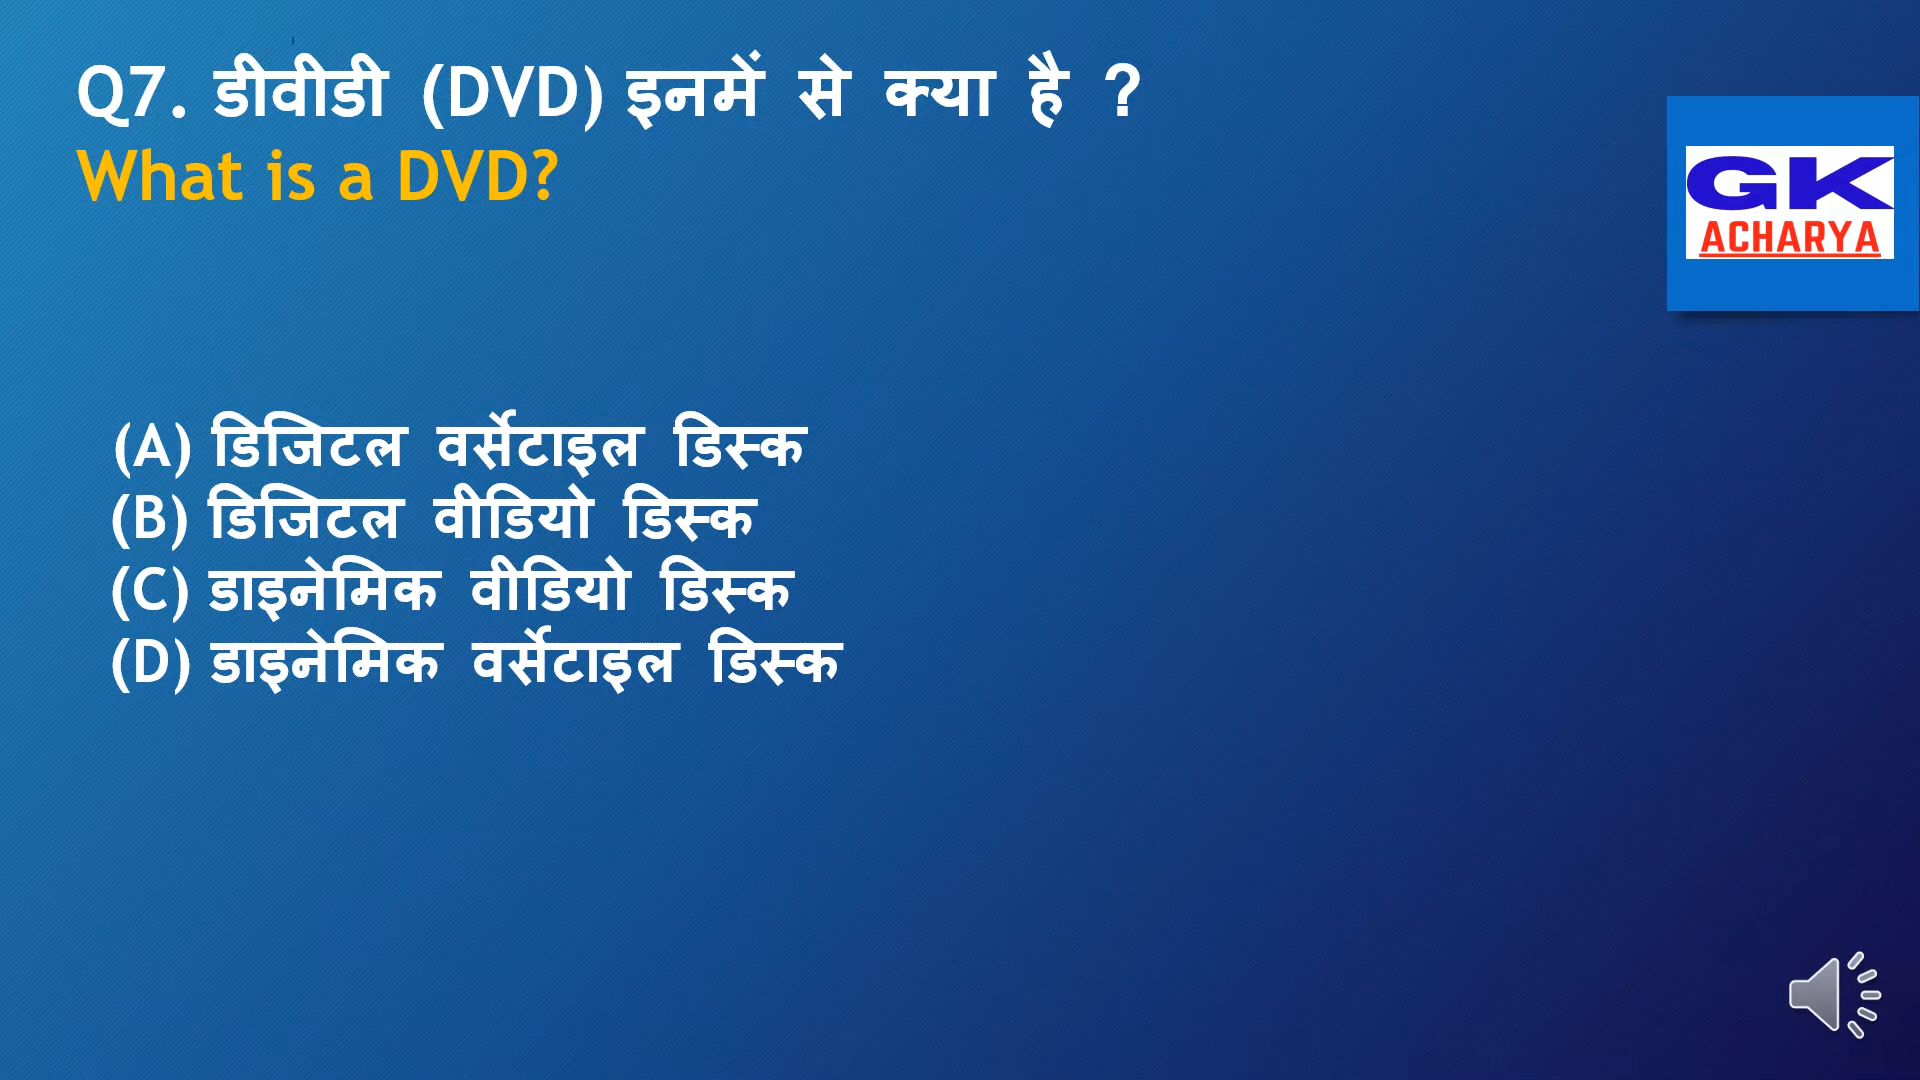 Q7. डीवीडी (DVD) इनमें से क्या है ?
What is a DVD?
GK
ACHARYA
(A) डिजिटल वर्सेटाइल डिस्क
(B) डिजिटल वीडियो डिस्क
(C) डाइनेमिक वीडियो डिस्क
(D) डाइनेमिक वर्सेटाइल डिस्क